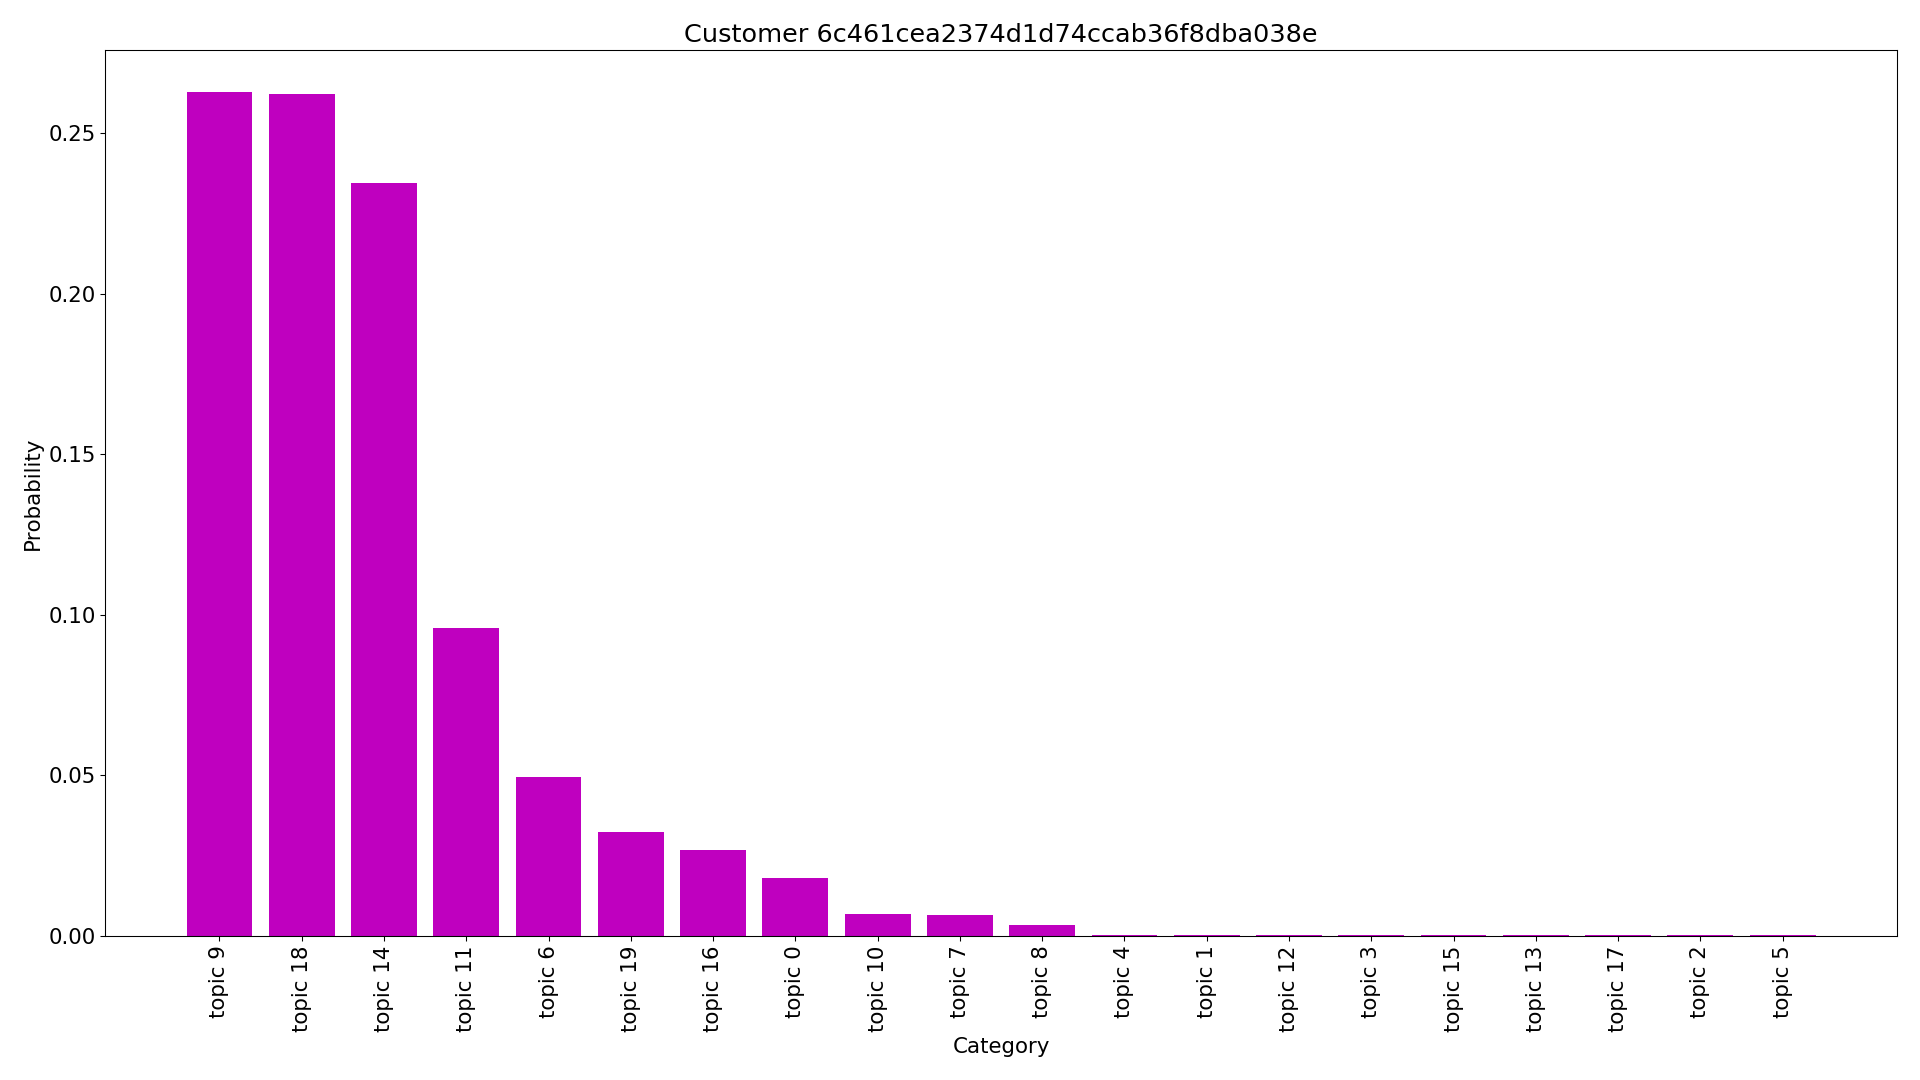 Customer 6c461cea2374d1d74ccab36f8dba038e
Probability
0.25
0.20
0.15
0.10
0.05
0.00
topic 9
topic 18
topic 14
topic 11
topic 6
topic 19
topic 16
topic 0
topic 10
topic 7
topic 8
topic 4
topic 1
topic 12
topic 3
topic 15
topic 13
topic 17
topic 2
topic 5
Category